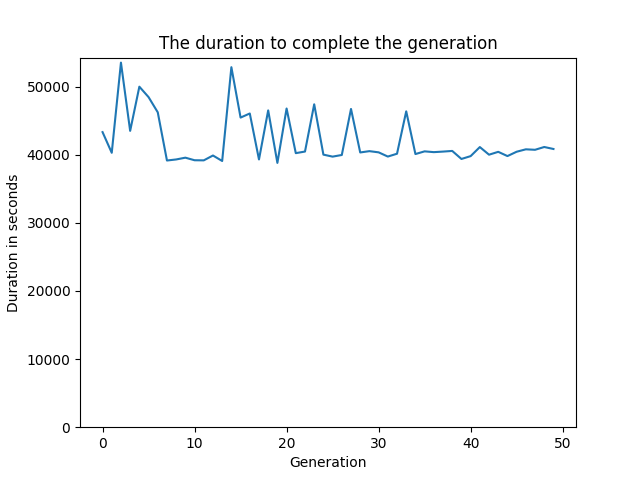 The duration to complete the generation
50000
40000
30000
20000
10000
0
Duration in seconds
0 10 20 30 40 50
Generation